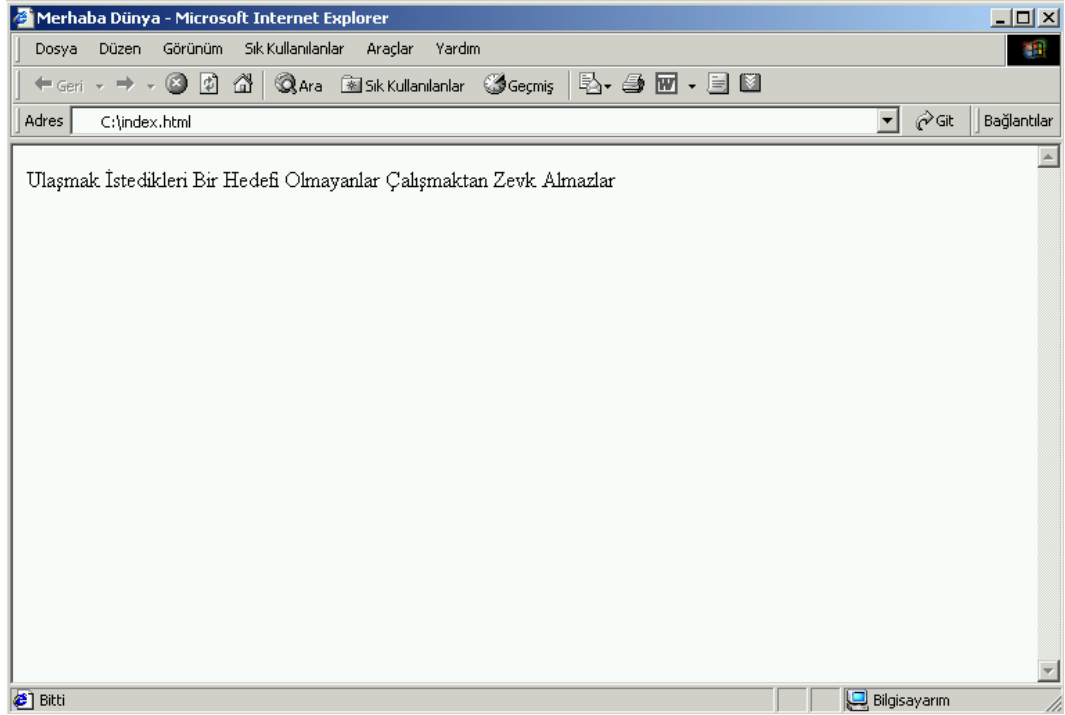 Merhaba Dünya - Microsoft Internet Explorer
Dosya Düzen Görünüm Sık Kullanılanlar Araçlar Yardım
Geri Ara Sık Kullanılanlar Geçmiş
Adres C:\index.html Git Bağlantılar
Ulaşmak İstedikleri Bir Hedefi Olmayanlar Çalışmaktan Zevk Almazlar
Bitti Bilgisayarım